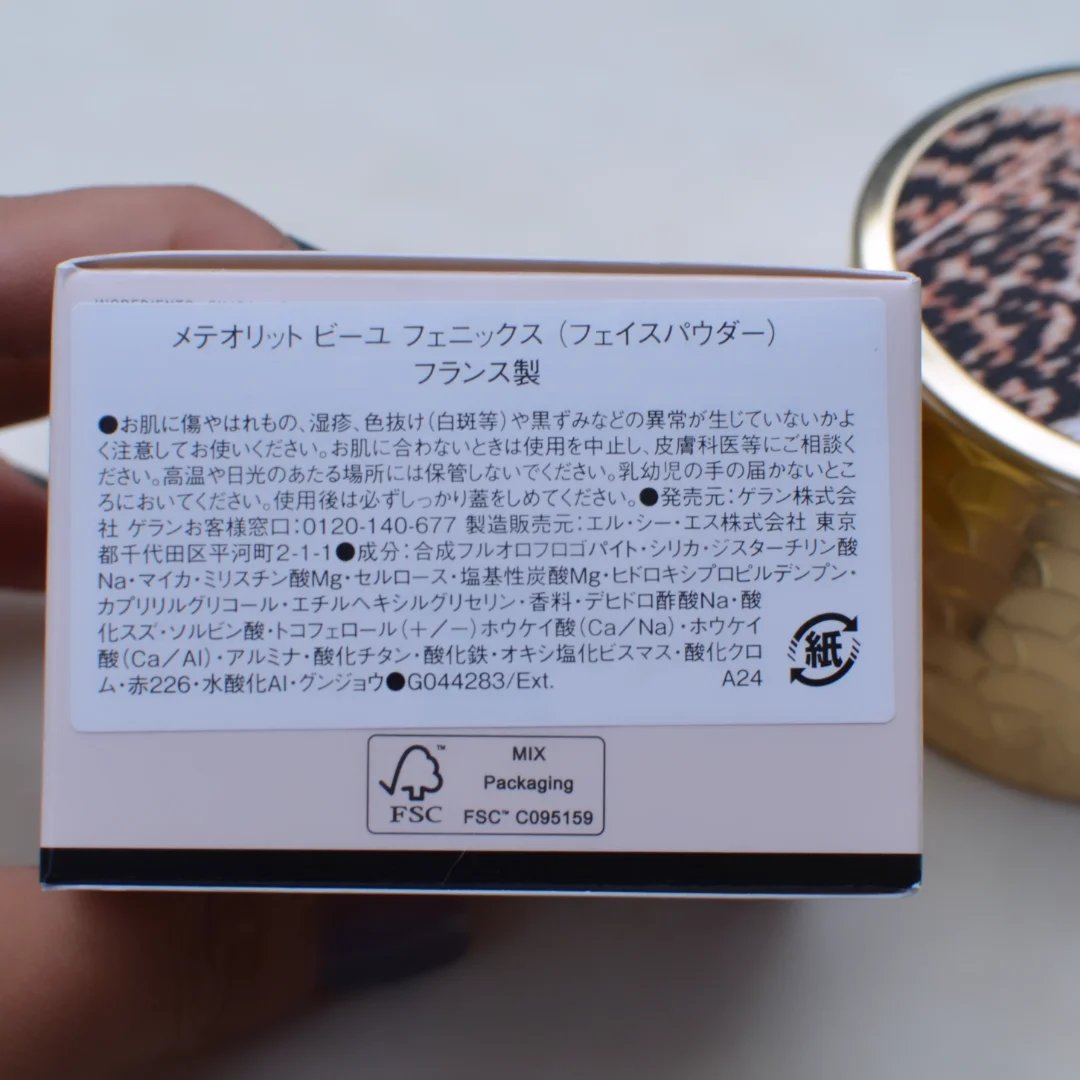 メテオリット ビーユ フェニックス（フェイスパウダー）
フランス製
●お肌に傷やはれもの、湿疹、色抜け（白斑等）や黒ずみなどの異常が生じていないかよ
く注意してお使いください。お肌に合わないときは使用を中止し、皮膚科医等にご相談く
ださい。高温や日光のあたる場所には保管しないでください。乳幼児の手の届かないとこ
ろにおいてください。使用後は必ずしっかり蓋をしめてください。●発売元：ゲラン株式会
社 ゲランお客様窓口：0120-140-677 製造販売元：エル・シー・エス株式会社 東京
都千代田区平河町2-1-1●成分：合成フルオロフロゴパイト・シリカ・ジスターチリン酸
Na・マイカ・ミリスチン酸Mg・セルロース・塩基性炭酸Mg・ヒドロキシプロピルデンプン・
カプリリルグリコール・エチルヘキシルグリセリン・香料・デヒドロ酢酸Na・酸
化スズ・ソルビン酸・トコフェロール（＋／－）ホウケイ酸（Ca／Na）・ホウケイ
酸（Ca／Al）・アルミナ・酸化チタン・酸化鉄・オキシ塩化ビスマス・酸化クロ
ム・赤226・水酸化Al・グンジョウ●G044283/Ext. A24
紙
MIX
Packaging
FSC™ C095159
FSC™